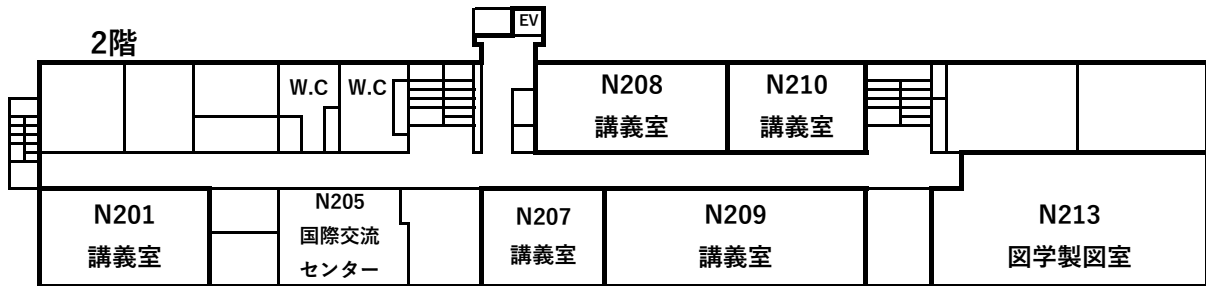 EV
2階
W.C
W.C
N208
講義室
N210
講義室
N201
講義室
N205
国際交流
センター
N207
講義室
N209
講義室
N213
図学製図室